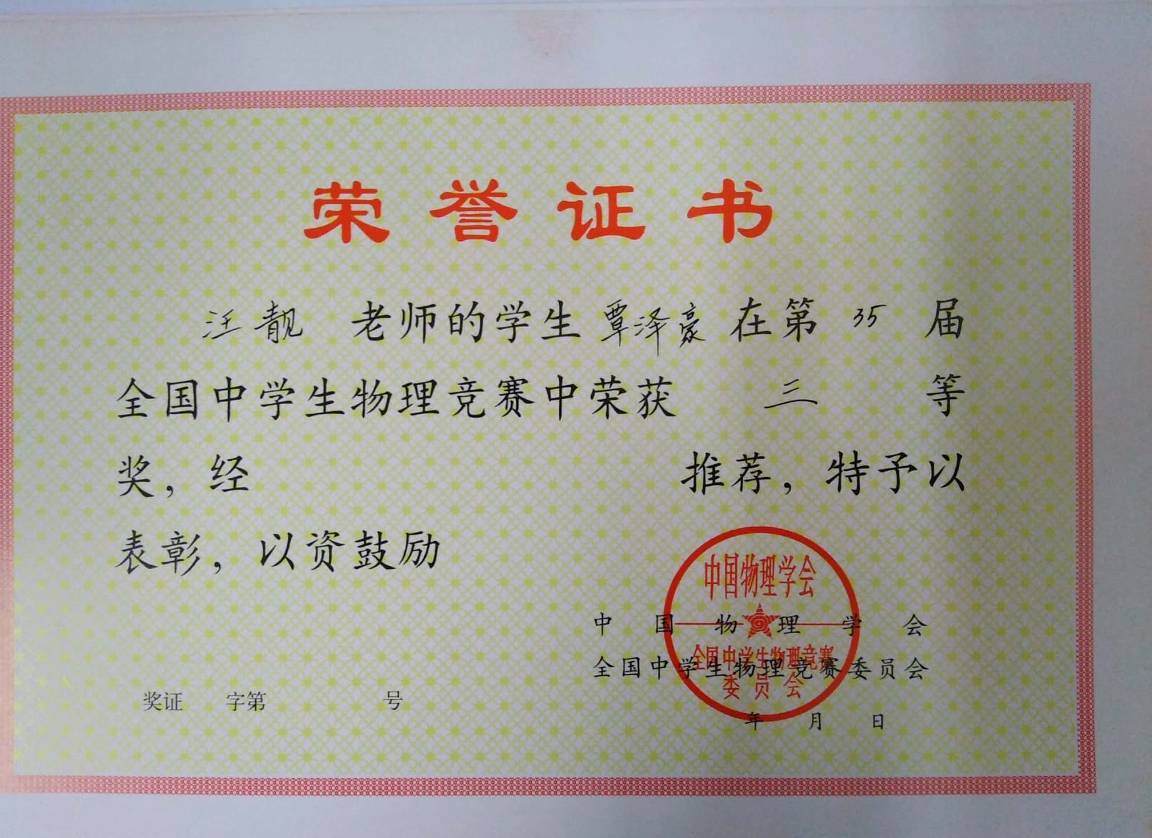 荣誉证书
汪靓 老师的学生覃泽豪在第 35 届
全国中学生物理竞赛中荣获 三 等
奖，经 推荐，特予以
表彰，以资鼓励
中国物理学会
全国中学生物理竞赛
委员会
中国物理学会
全国中学生物理竞赛委员会
奖证 字第 号
年 月 日